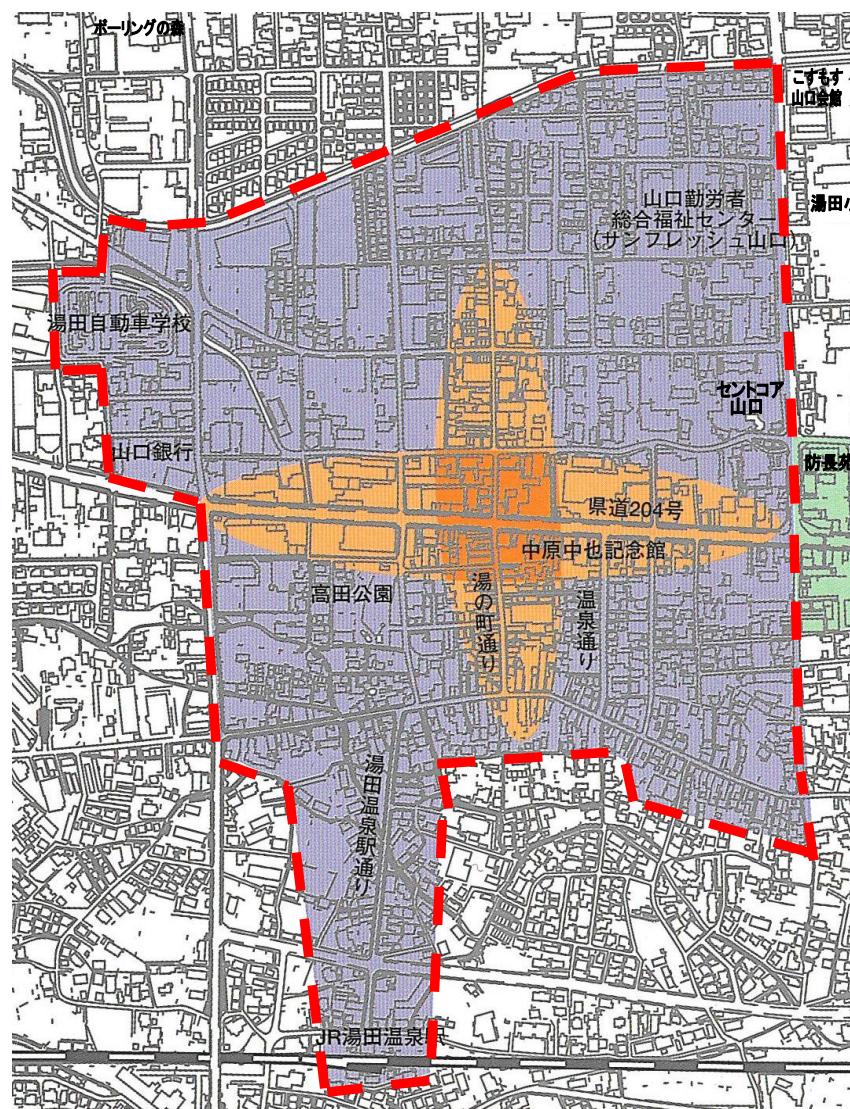 ボーリングの森
こすもす
山口会館
湯田小
山口勤労者
総合福祉センター
(サンフレッシュ山口)
湯田自動車学校
セントコア
山口
山口銀行
防長苑
県道204号
中原中也記念館
高田公園
湯の町通り
温泉通り
湯田温泉駅通り
JR湯田温泉駅